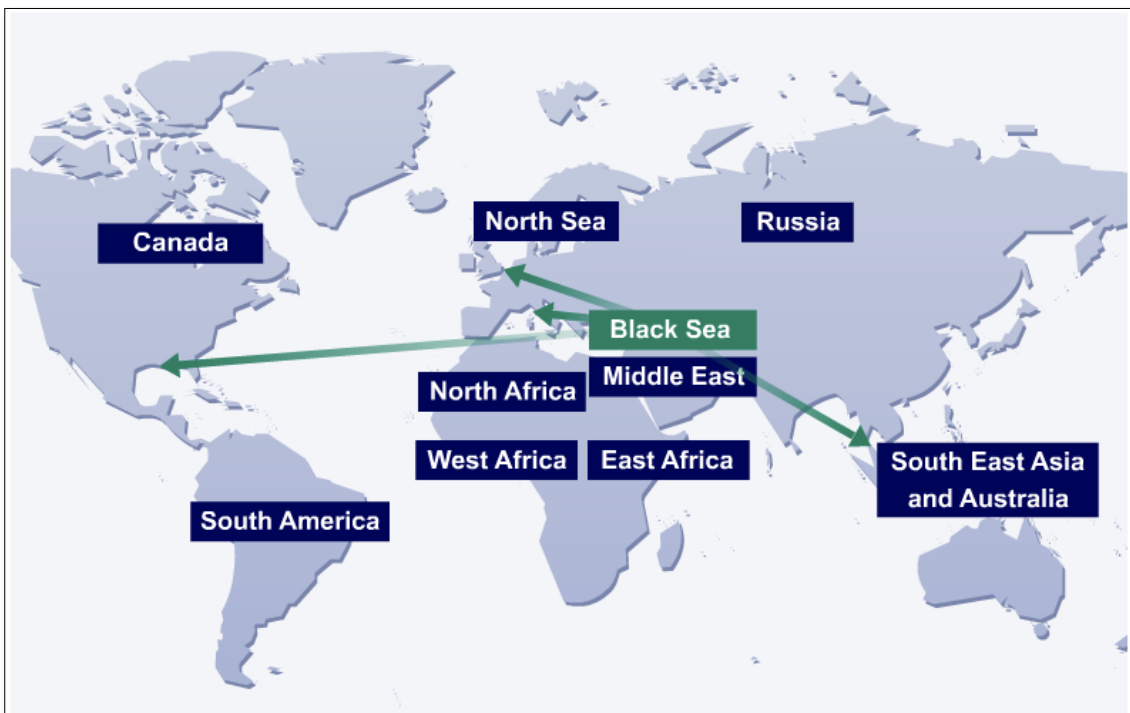 North Sea
Russia
Canada
Black Sea
Middle East
North Africa
West Africa
East Africa
South East Asia
and Australia
South America